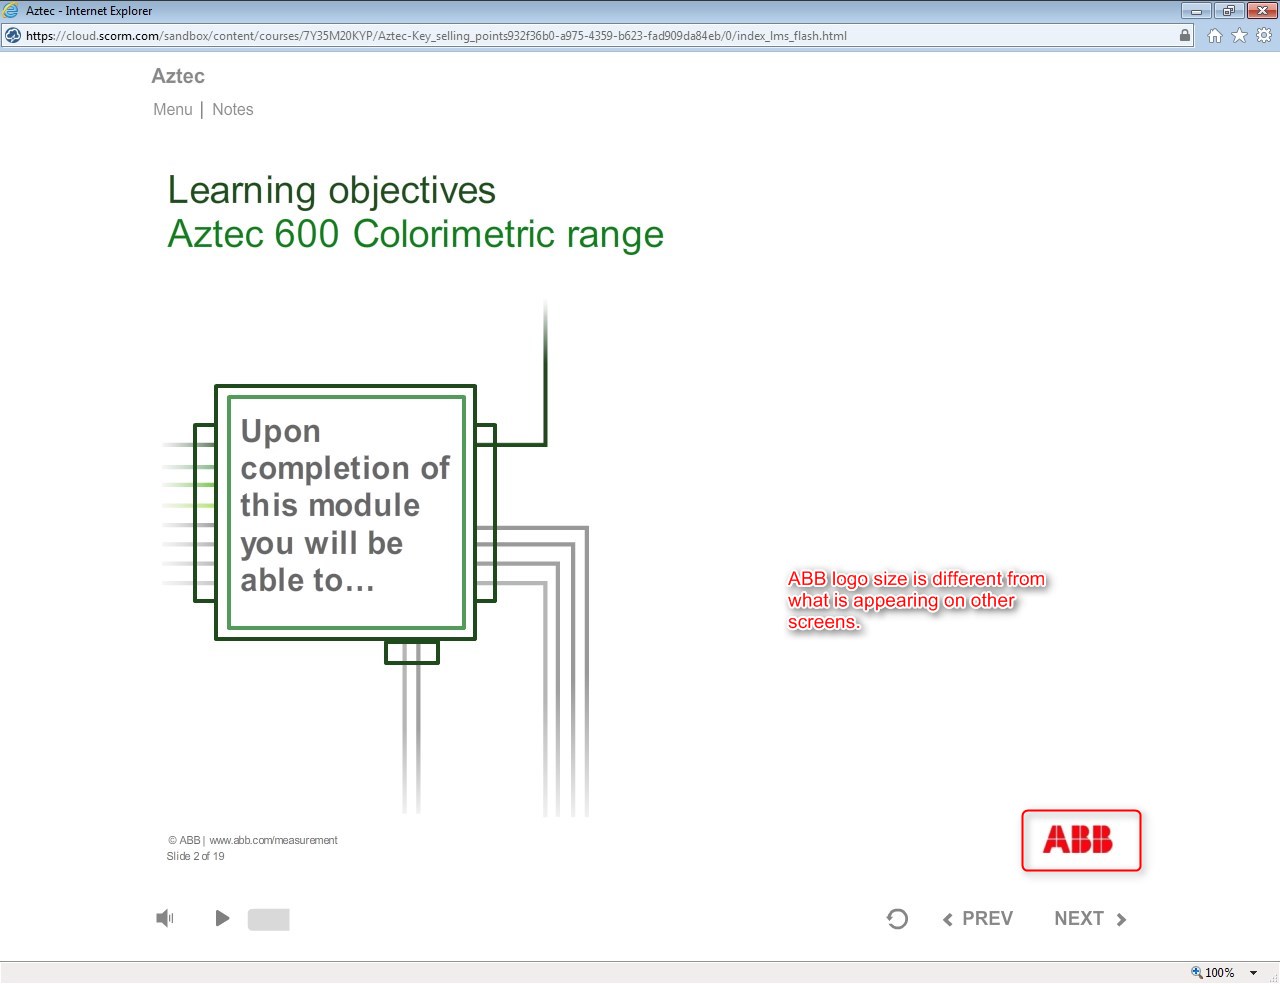 Aztec - Internet Explorer
https://cloud.scorm.com/sandbox/content/courses/7Y35M20KYP/Aztec-Key_selling_points932f36b0-a975-4359-b623-fad909da84eb/0/index_lms_flash.html
Aztec
Menu | Notes
Learning objectives
Aztec 600 Colorimetric range
Upon
completion of
this module
you will be
able to...
ABB logo size is different from
what is appearing on other
screens.
© ABB | www.abb.com/measurement
Slide 2 of 19
ABB
PREV NEXT
100%